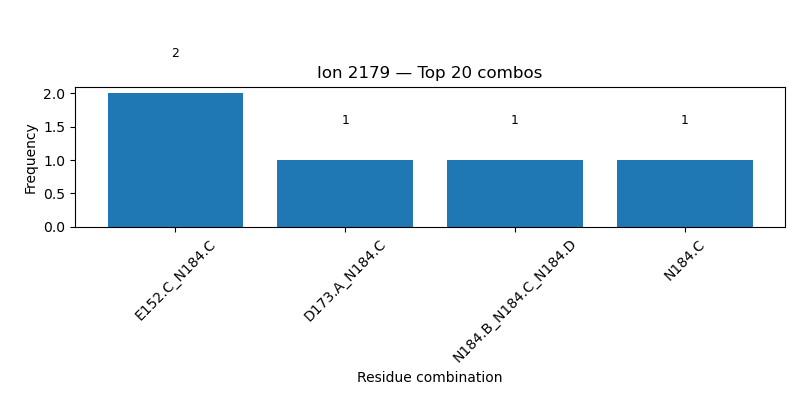 2
Ion 2179 — Top 20 combos
1
1
1
Frequency
2.0
1.5
1.0
0.5
0.0
E152.C_N184.C
D173.A_N184.C
N184.B_N184.C_N184.D
N184.C
Residue combination